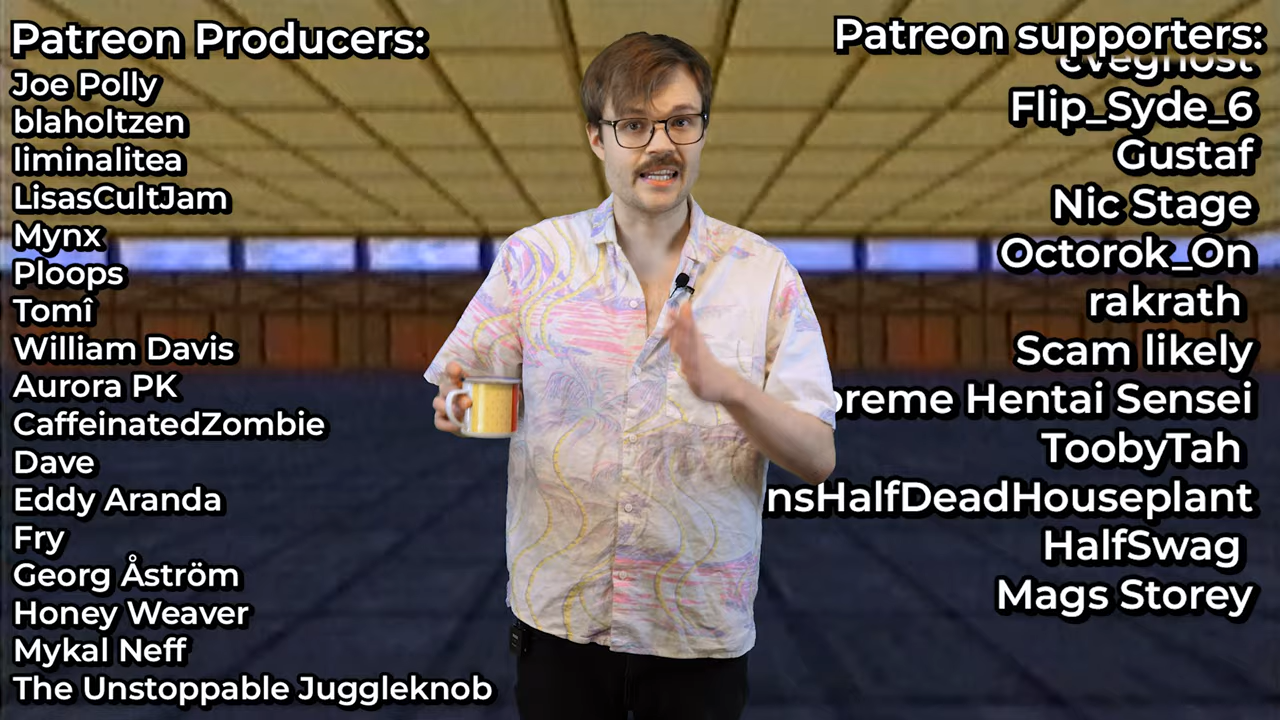 Patreon Producers:
Joe Polly
blaholtzen
liminalitea
LisasCultJam
Mynx
Ploops
Tomî
William Davis
Aurora PK
CaffeinatedZombie
Dave
Eddy Aranda
Fry
Georg Åström
Honey Weaver
Mykal Neff
The Unstoppable Juggleknob
Patreon supporters:
Flip_Syde_6
Gustaf
Nic Stage
Octorok_On
rakrath
Scam likely
Hentai Sensei
ToobyTah
HalfSwag
Mags Storey